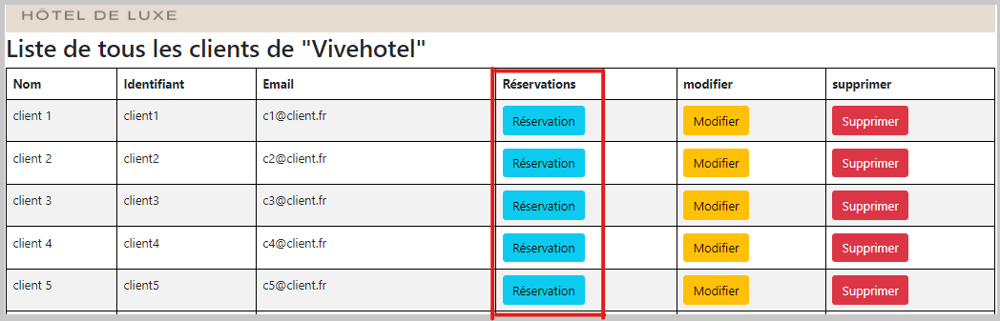 HÔTEL DE LUXE
Liste de tous les clients de "Vivehotel"
Nom Identifiant Email Réservations modifier supprimer
client 1 client1 c1@client.fr Réservation Modifier Supprimer
client 2 client2 c2@client.fr Réservation Modifier Supprimer
client 3 client3 c3@client.fr Réservation Modifier Supprimer
client 4 client4 c4@client.fr Réservation Modifier Supprimer
client 5 client5 c5@client.fr Réservation Modifier Supprimer